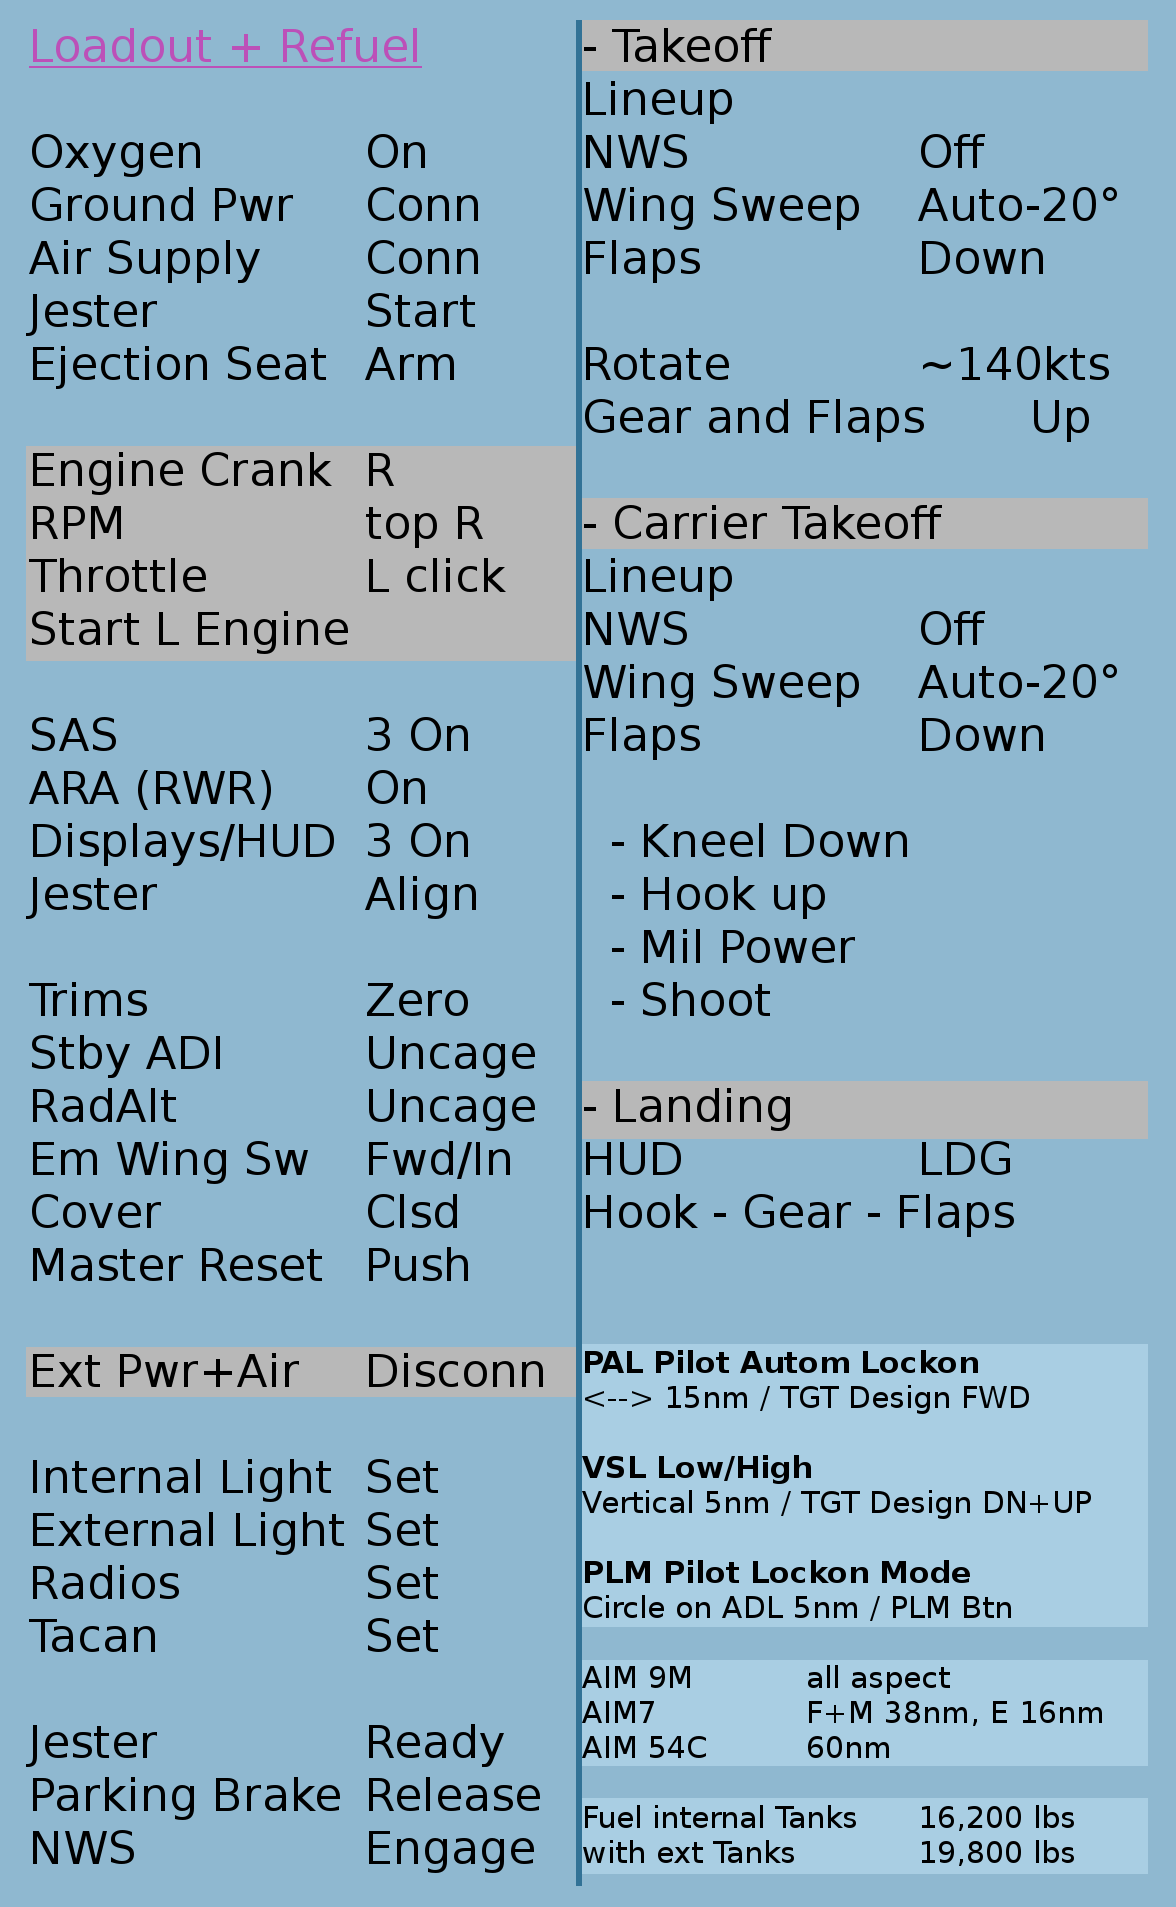 Loadout + Refuel
Oxygen On
Ground Pwr Conn
Air Supply Conn
Jester Start
Ejection Seat Arm
Engine Crank R
RPM top R
Throttle L click
Start L Engine
SAS 3 On
ARA (RWR) On
Displays/HUD 3 On
Jester Align
Trims Zero
Stby ADI Uncage
RadAlt Uncage
Em Wing Sw Fwd/In
Cover Clsd
Master Reset Push
Ext Pwr+Air Disconn
Internal Light Set
External Light Set
Radios Set
Tacan Set
Jester Ready
Parking Brake Release
NWS Engage
- Takeoff
Lineup
NWS Off
Wing Sweep Auto-20°
Flaps Down
Rotate ~140kts
Gear and Flaps Up
- Carrier Takeoff
Lineup
NWS Off
Wing Sweep Auto-20°
Flaps Down
- Kneel Down
- Hook up
- Mil Power
- Shoot
- Landing
HUD LDG
Hook - Gear - Flaps
PAL Pilot Autom Lockon
<--> 15nm / TGT Design FWD
VSL Low/High
Vertical 5nm / TGT Design DN+UP
PLM Pilot Lockon Mode
Circle on ADL 5nm / PLM Btn
AIM 9M all aspect
AIM7 F+M 38nm, E 16nm
AIM 54C 60nm
Fuel internal Tanks 16,200 lbs
with ext Tanks 19,800 lbs